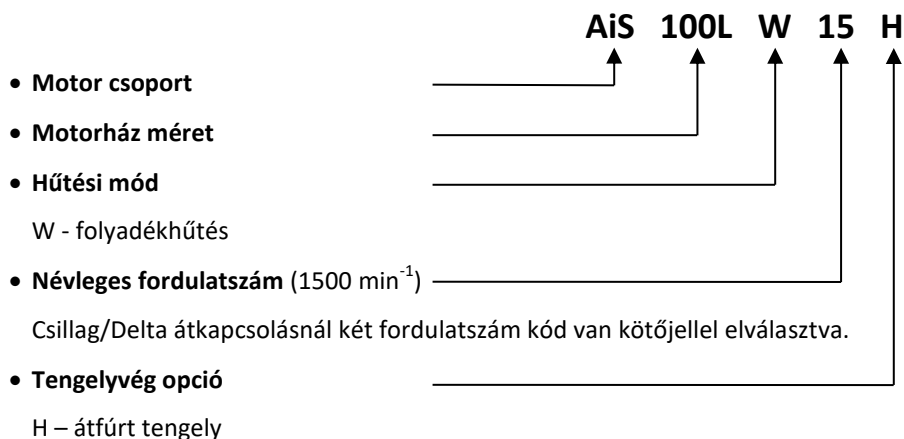 AiS 100L W 15 H
• Motor csoport
• Motorház méret
• Hűtési mód
W - folyadékhűtés
• Névleges fordulatszám (1500 min⁻¹)
Csillag/Delta átkapcsolásnál két fordulatszám kód van kötőjellel elválasztva.
• Tengelyvég opció
H – átfúrt tengely